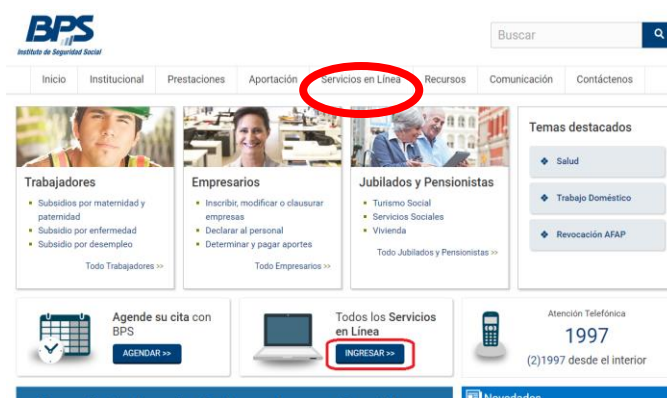 BPS
Instituto de Seguridad Social
Buscar
Inicio Institucional Prestaciones Aportación Servicios en Línea Recursos Comunicación Contáctenos
Trabajadores
Subsidios por maternidad y
paternidad
Subsidio por enfermedad
Subsidio por desempleo
Todo Trabajadores >>
Empresarios
Inscribir, modificar o clausurar
empresas
Declarar al personal
Determinar y pagar aportes
Todo Empresarios >>
Jubilados y Pensionistas
Turismo Social
Servicios Sociales
Vivienda
Todo Jubilados y Pensionistas >>
Temas destacados
Salud
Trabajo Doméstico
Revocación AFAP
Agende su cita con
BPS
AGENDAR >>
Todos los Servicios
en Línea
INGRESAR >>
Atención Telefónica
1997
(2)1997 desde el interior
Novedades